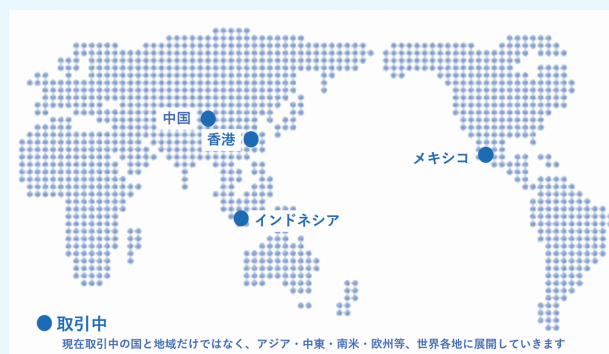 中国
香港
メキシコ
インドネシア
取引中
現在取引中の国と地域だけではなく、アジア・中東・南米・欧州等、世界各地に展開していきます